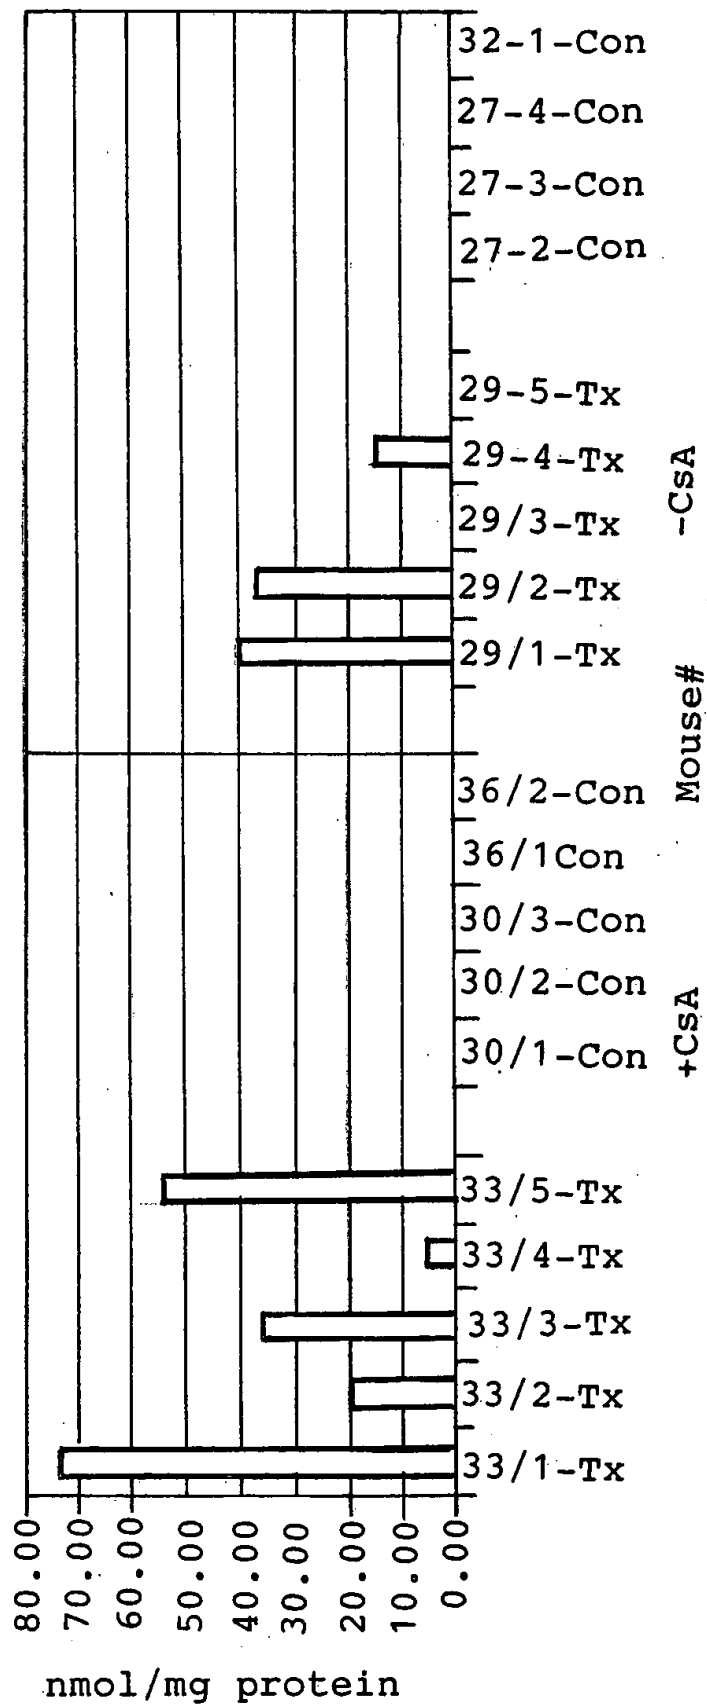 32-1-Con
27-4-Con
27-3-Con
27-2-Con
29-5-Tx
29-4-Tx
29/3-Tx
29/2-Tx
29/1-Tx
36/2-Con
36/1Con
30/3-Con
30/2-Con
30/1-Con
33/5-Tx
33/4-Tx
33/3-Tx
33/2-Tx
33/1-Tx
-CsA
Mouse#
+CsA
80.00
70.00
60.00
50.00
40.00
30.00
20.00
10.00
0.00
nmol/mg protein